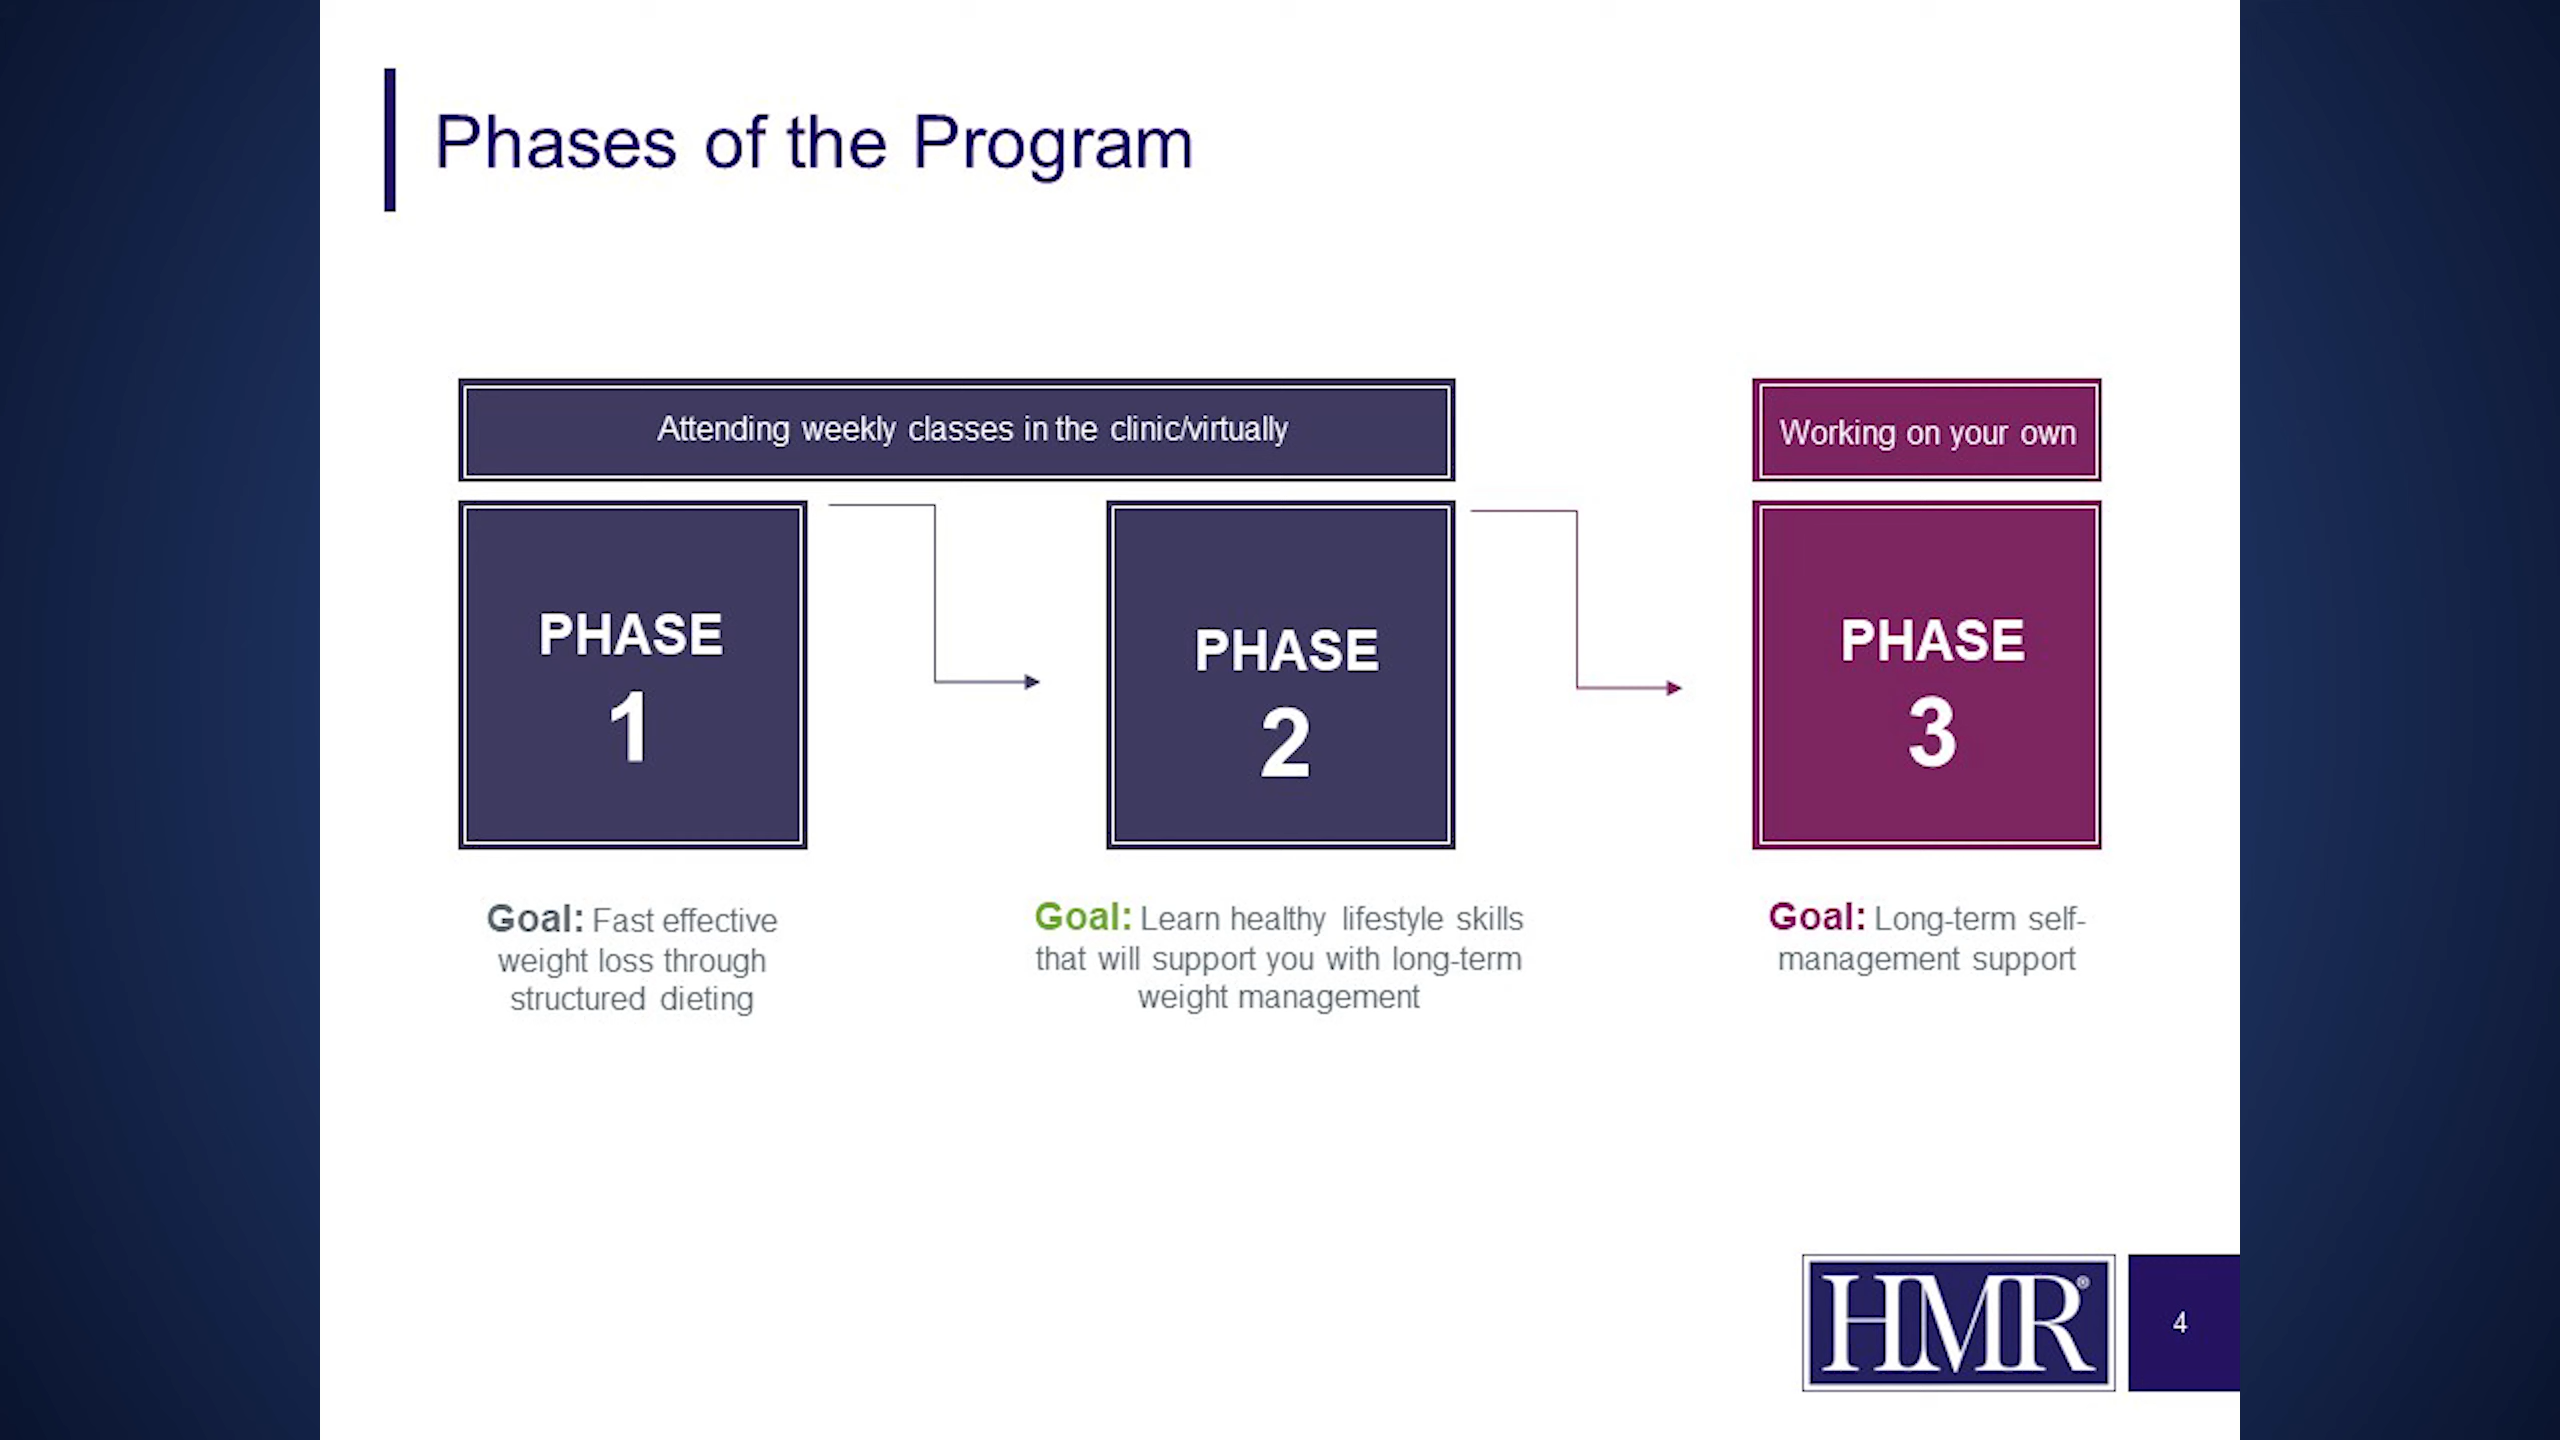 Phases of the Program
Attending weekly classes in the clinic/virtually
Working on your own
PHASE
1
PHASE
2
PHASE
3
Goal: Fast effective
weight loss through
structured dieting
Goal: Learn healthy lifestyle skills
that will support you with long-term
weight management
Goal: Long-term self-
management support
HMR®
4